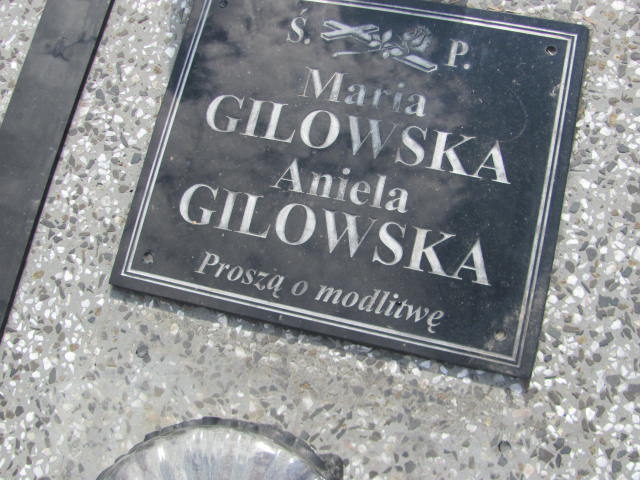 Ś. P.
Maria
GILOWSKA
Aniela
GILOWSKA
Proszą o modlitwę